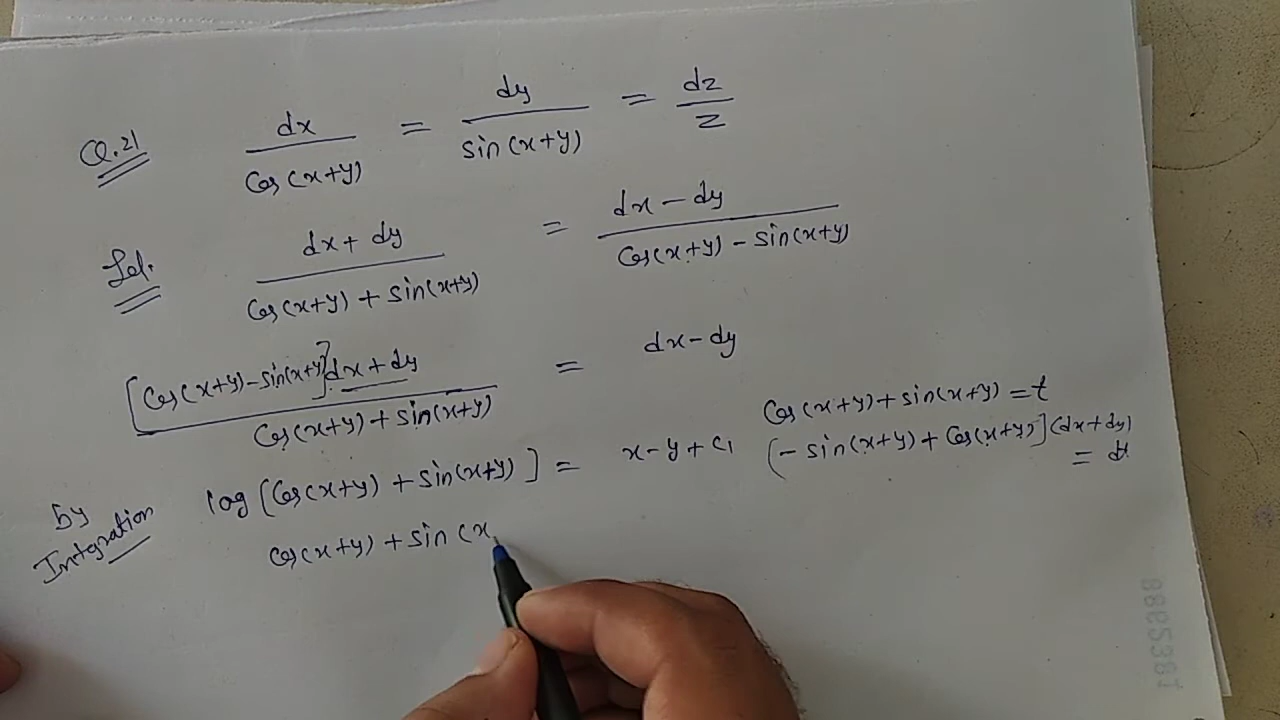 Q.21 dx/cos(x+y) = dy/sin(x+y) = dz/z
Sol. dx + dy/cos(x+y) + sin(x+y) = dx - dy/cos(x+y) - sin(x+y)
[cos(x+y) - sin(x+y)] dx + dy/cos(x+y) + sin(x+y) = dx - dy
cos(x+y) + sin(x+y) = t
(- sin(x+y) + cos(x+y)] (dx + dy)
= dt
by Integration log [cos(x+y) + sin(x+y)] = x - y + c1
cos(x+y) + sin(x
8882381